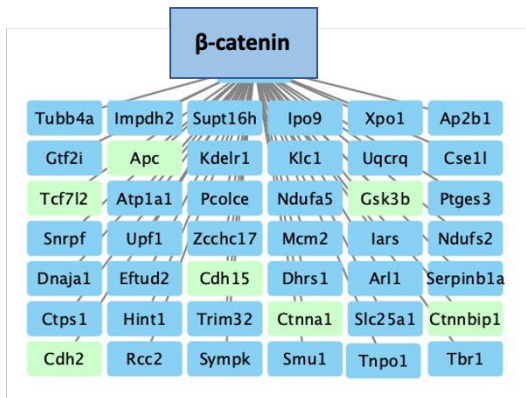 β-catenin
Tubb4a Impdh2 Supt16h Ipo9 Xpo1 Ap2b1
Gtf2i Apc Kdelr1 Klc1 Uqcrq Cse1l
Tcf7l2 Atp1a1 Pcolce Ndufa5 Gsk3b Ptges3
Snrpf Upf1 Zcchc17 Mcm2 Iars Ndufs2
Dnaja1 Eftud2 Cdh15 Dhrs1 Arl1 Serpinb1a
Ctps1 Hint1 Trim32 Ctnna1 Slc25a1 Ctnnbip1
Cdh2 Rcc2 Sympk Smu1 Tnpo1 Tbr1